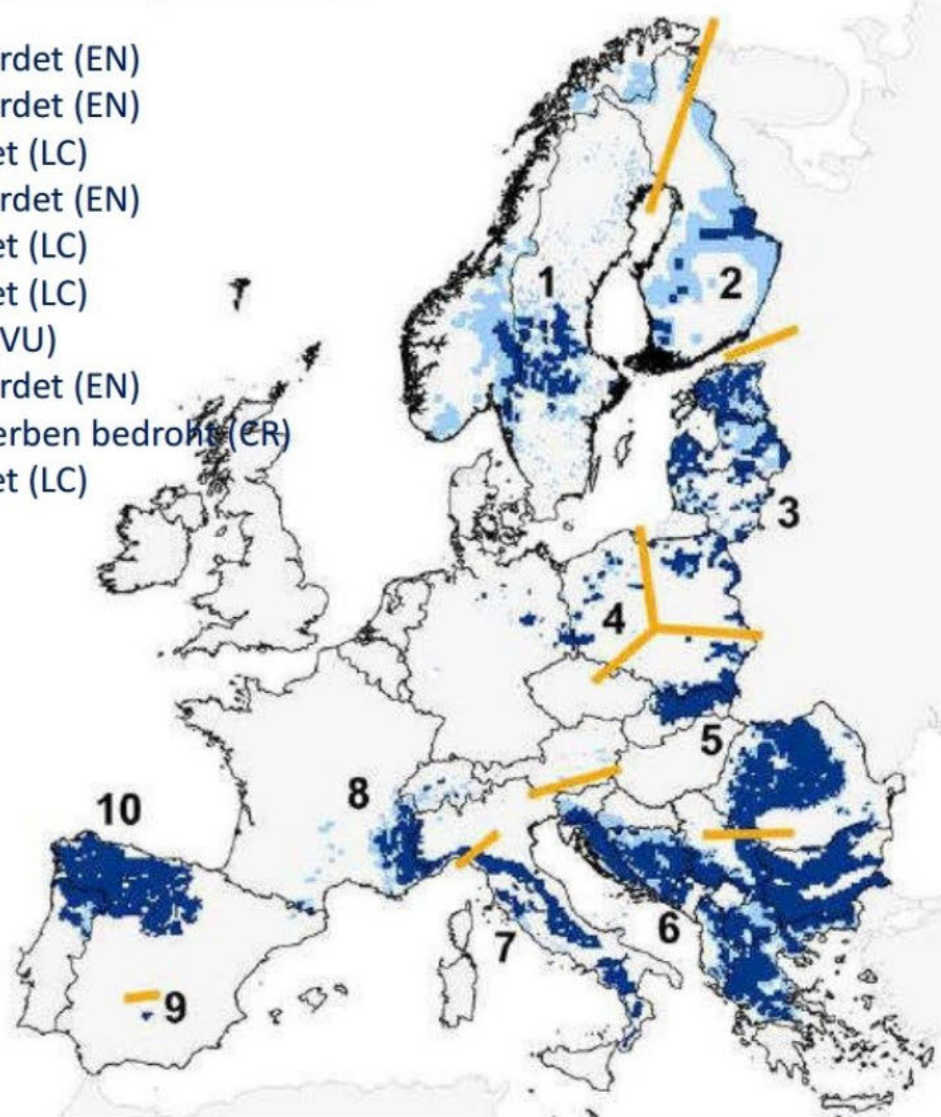 rdet (EN)
rdet (EN)
et (LC)
rdet (EN)
et (LC)
et (LC)
VU)
rdet (EN)
erben bedroht (CR)
et (LC)
1
2
3
4
5
6
7
8
9
10